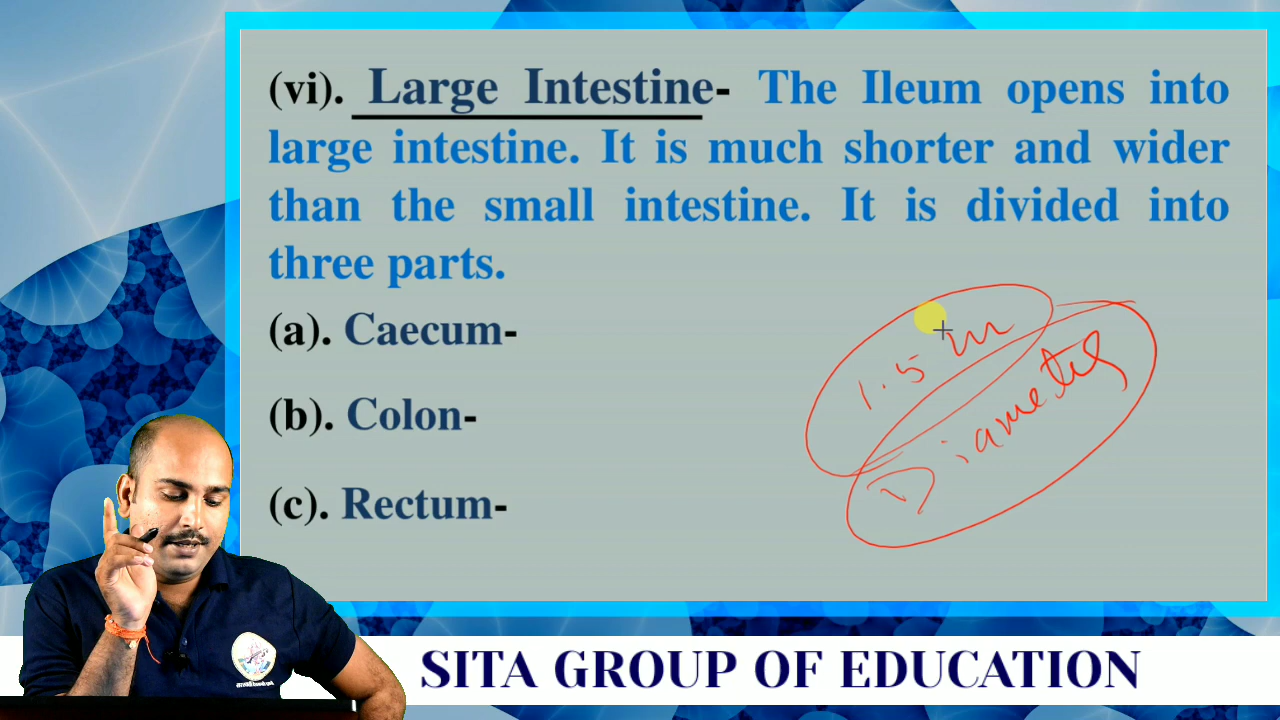 (vi). Large Intestine- The Ileum opens into
large intestine. It is much shorter and wider
than the small intestine. It is divided into
three parts.
(a). Caecum-
1.5 m
Diameter
(b). Colon-
(c). Rectum-
SITA GROUP OF EDUCATION